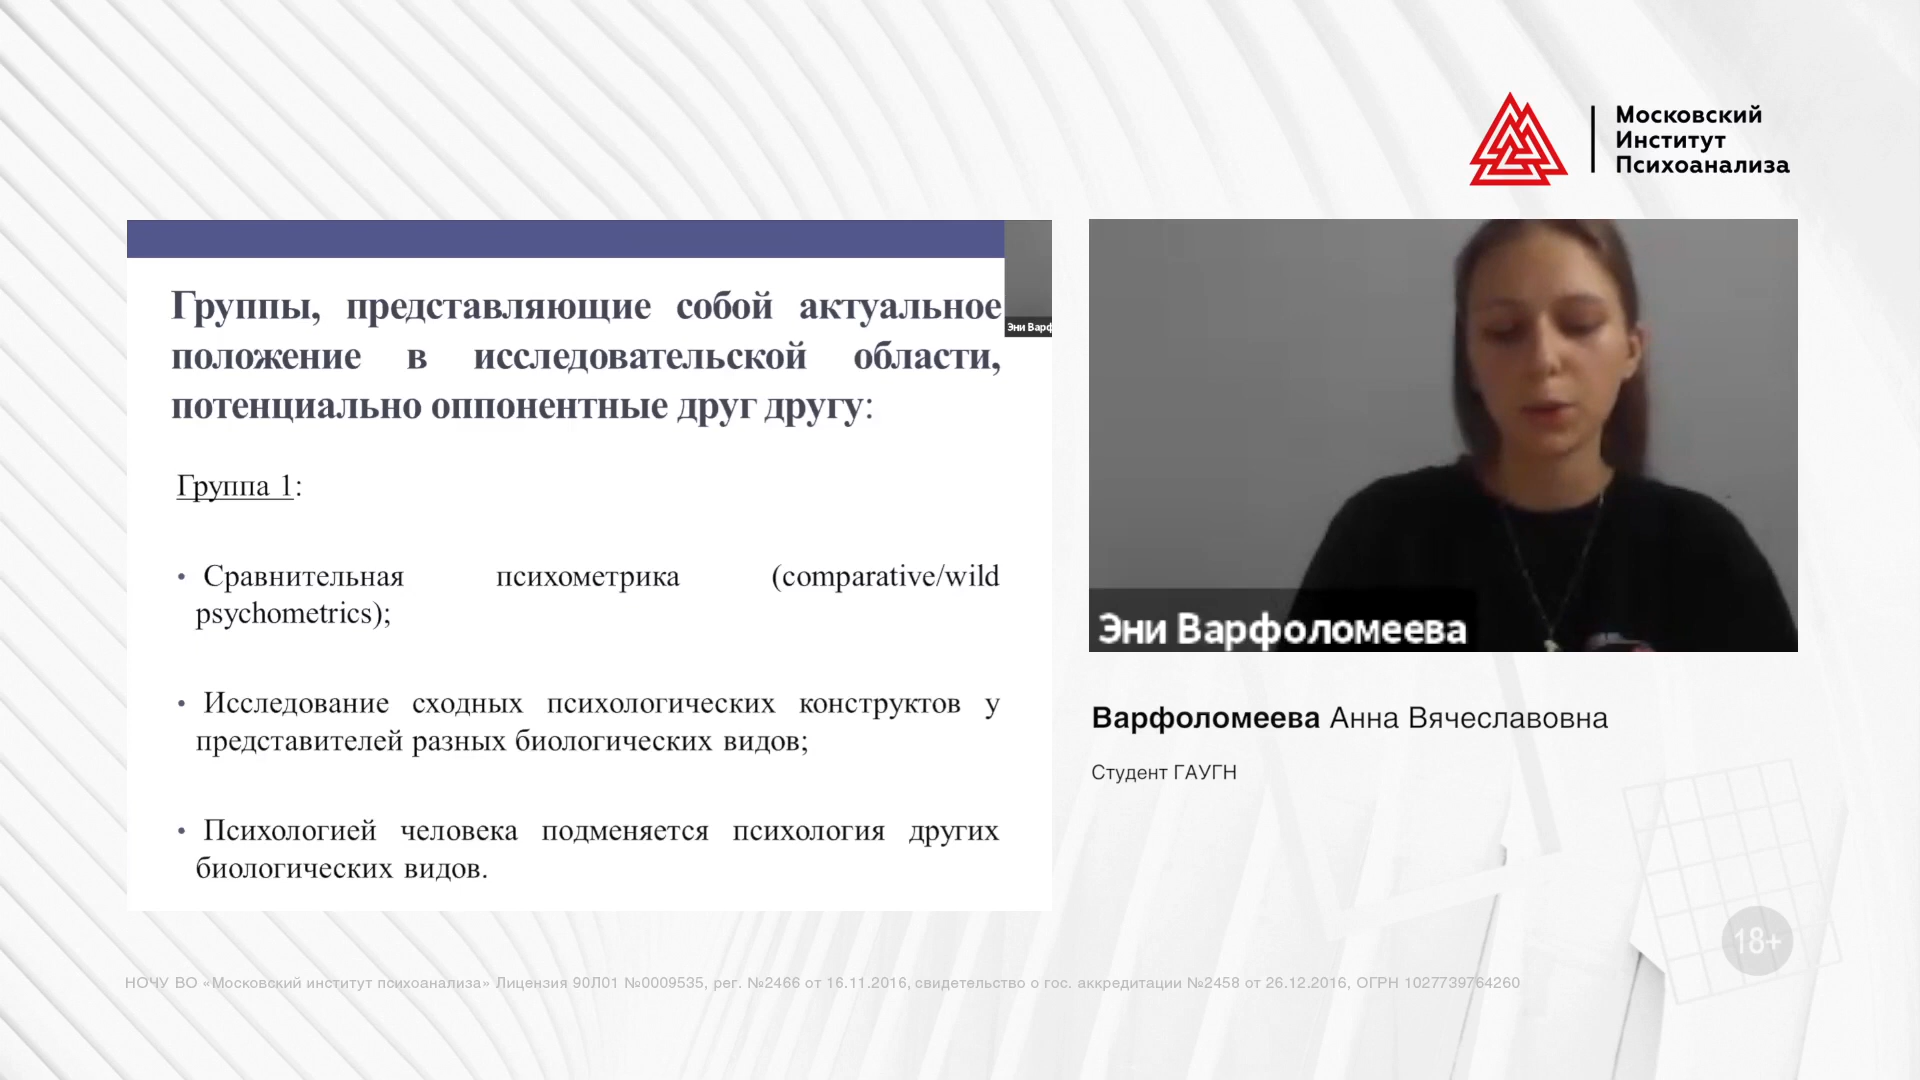 Московский
Институт
Психоанализа
Группы, представляющие собой актуальное
положение в исследовательской области,
потенциально оппонентные друг другу:
Группа 1:
• Сравнительная психометрика (comparative/wild
psychometrics);
• Исследование сходных психологических конструктов у
представителей разных биологических видов;
• Психологией человека подменяется психология других
биологических видов.
Эни Варф
Эни Варфоломеева
Варфоломеева Анна Вячеславовна
Студент ГАУГН
18+
НОЧУ ВО «Московский институт психоанализа» Лицензия 90Л01 №0009535, рег. №2466 от 16.11.2016, свидетельство о гос. аккредитации №2458 от 26.12.2016, ОГРН 1027739764260